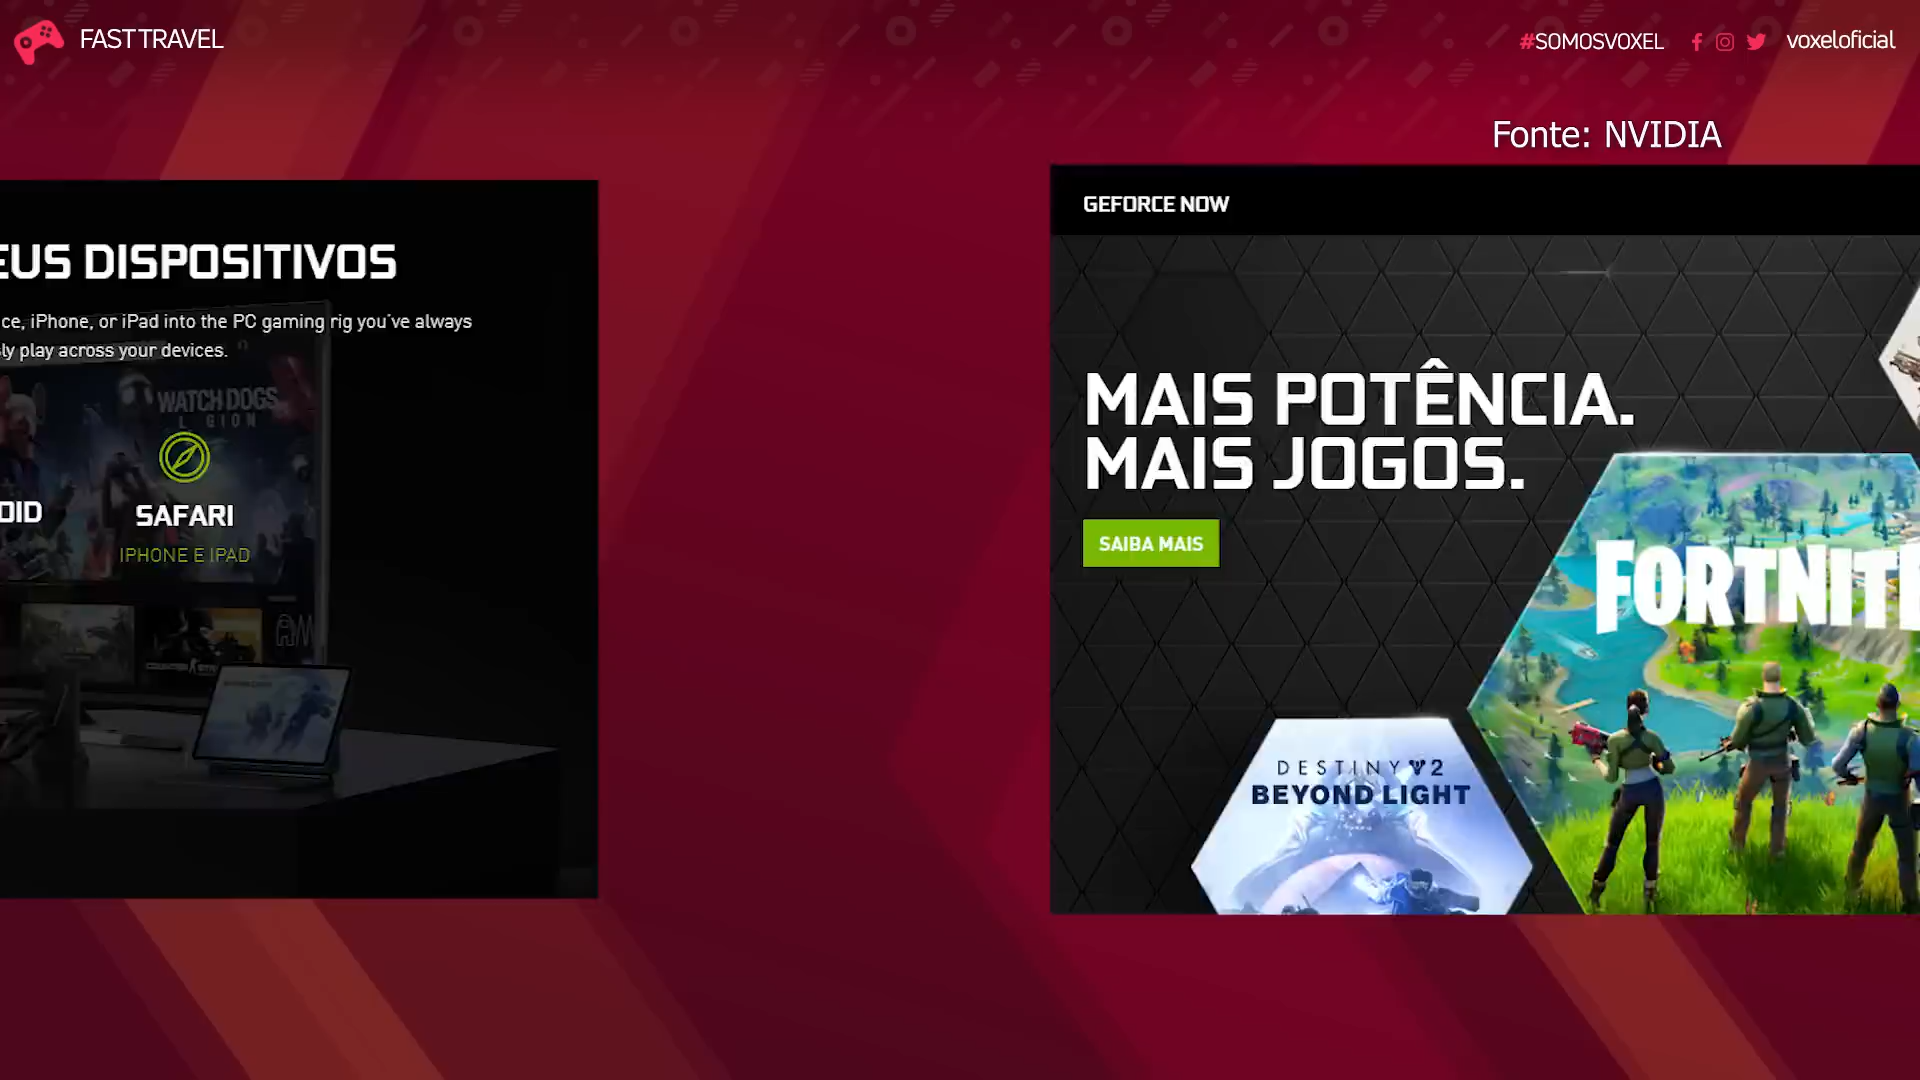 FAST TRAVEL
#SOMOSVOXEL
voxeloficial
Fonte: NVIDIA
EUS DISPOSITIVOS
ce, iPhone, or iPad into the PC gaming rig you've always
ly play across your devices.
WATCH DOGS
OID
SAFARI
IPHONE E IPAD
GEFORCE NOW
MAIS POTÊNCIA.
MAIS JOGOS.
SAIBA MAIS
FORTNITE
DESTINY 2
BEYOND LIGHT